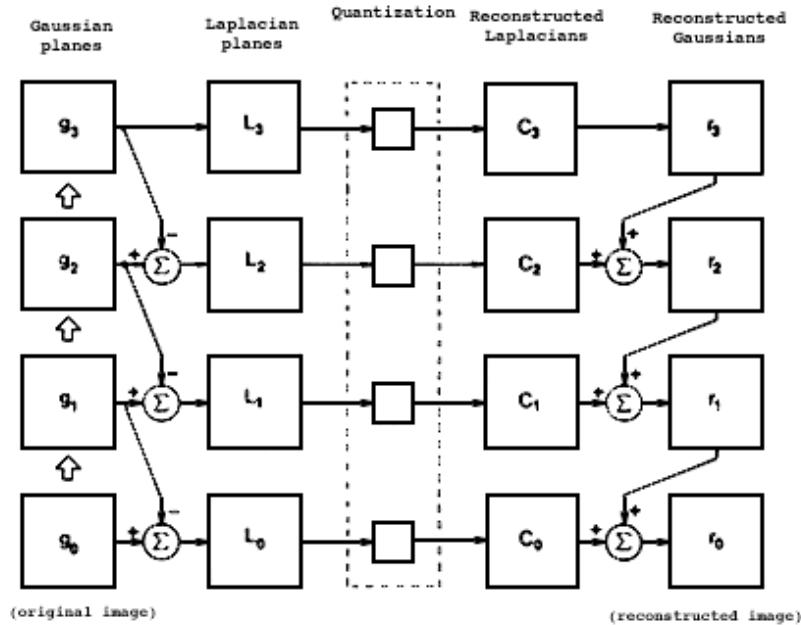 Gaussian planes
Laplacian planes
Quantization
Reconstructed Laplacians
Reconstructed Gaussians
g3 L3 C3 r3
- +
g2 + Σ L2 C2 + Σ r2
- +
g1 + Σ L1 C1 + Σ r1
- +
g0 + Σ L0 C0 + Σ r0
(original image) (reconstructed image)